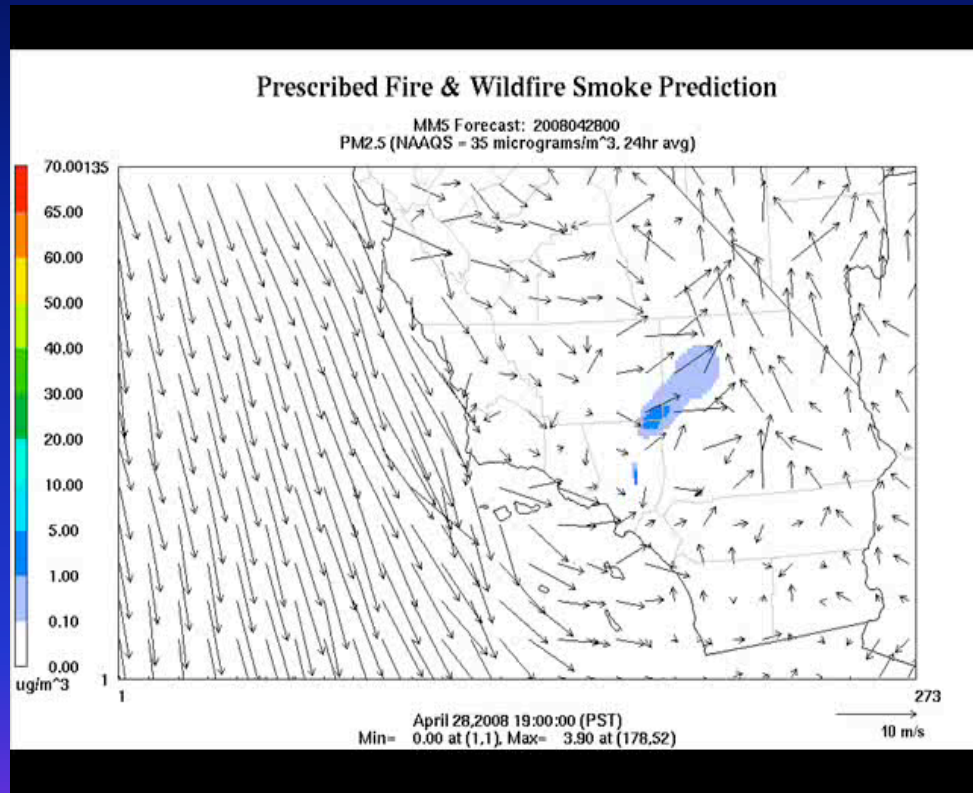 Prescribed Fire & Wildfire Smoke Prediction
MM5 Forecast: 2008042800
PM2.5 (NAAQS = 35 micrograms/m^3, 24hr avg)
70.00
135
65.00
60.00
50.00
40.00
30.00
20.00
10.00
5.00
1.00
0.10
0.00
ug/m^3
1
1
273
April 28,2008 19:00:00 (PST)
Min= 0.00 at (1,1), Max= 3.90 at (178,52)
10 m/s